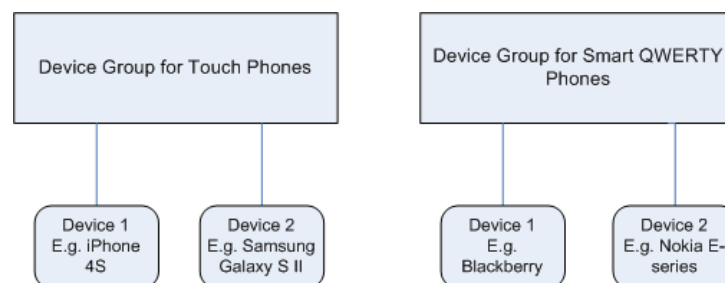 Device Group for Touch Phones
Device Group for Smart QWERTY
Phones
Device 1
E.g. iPhone
4S
Device 2
E.g. Samsung
Galaxy S II
Device 1
E.g.
Blackberry
Device 2
E.g. Nokia E-
series